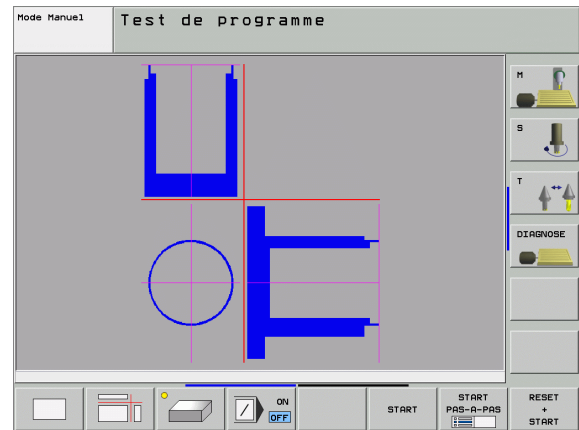 Mode Manuel
Test de programme
M
S
T
DIAGNOSE
ON
OFF
START
START
PAS-A-PAS
RESET
+
START